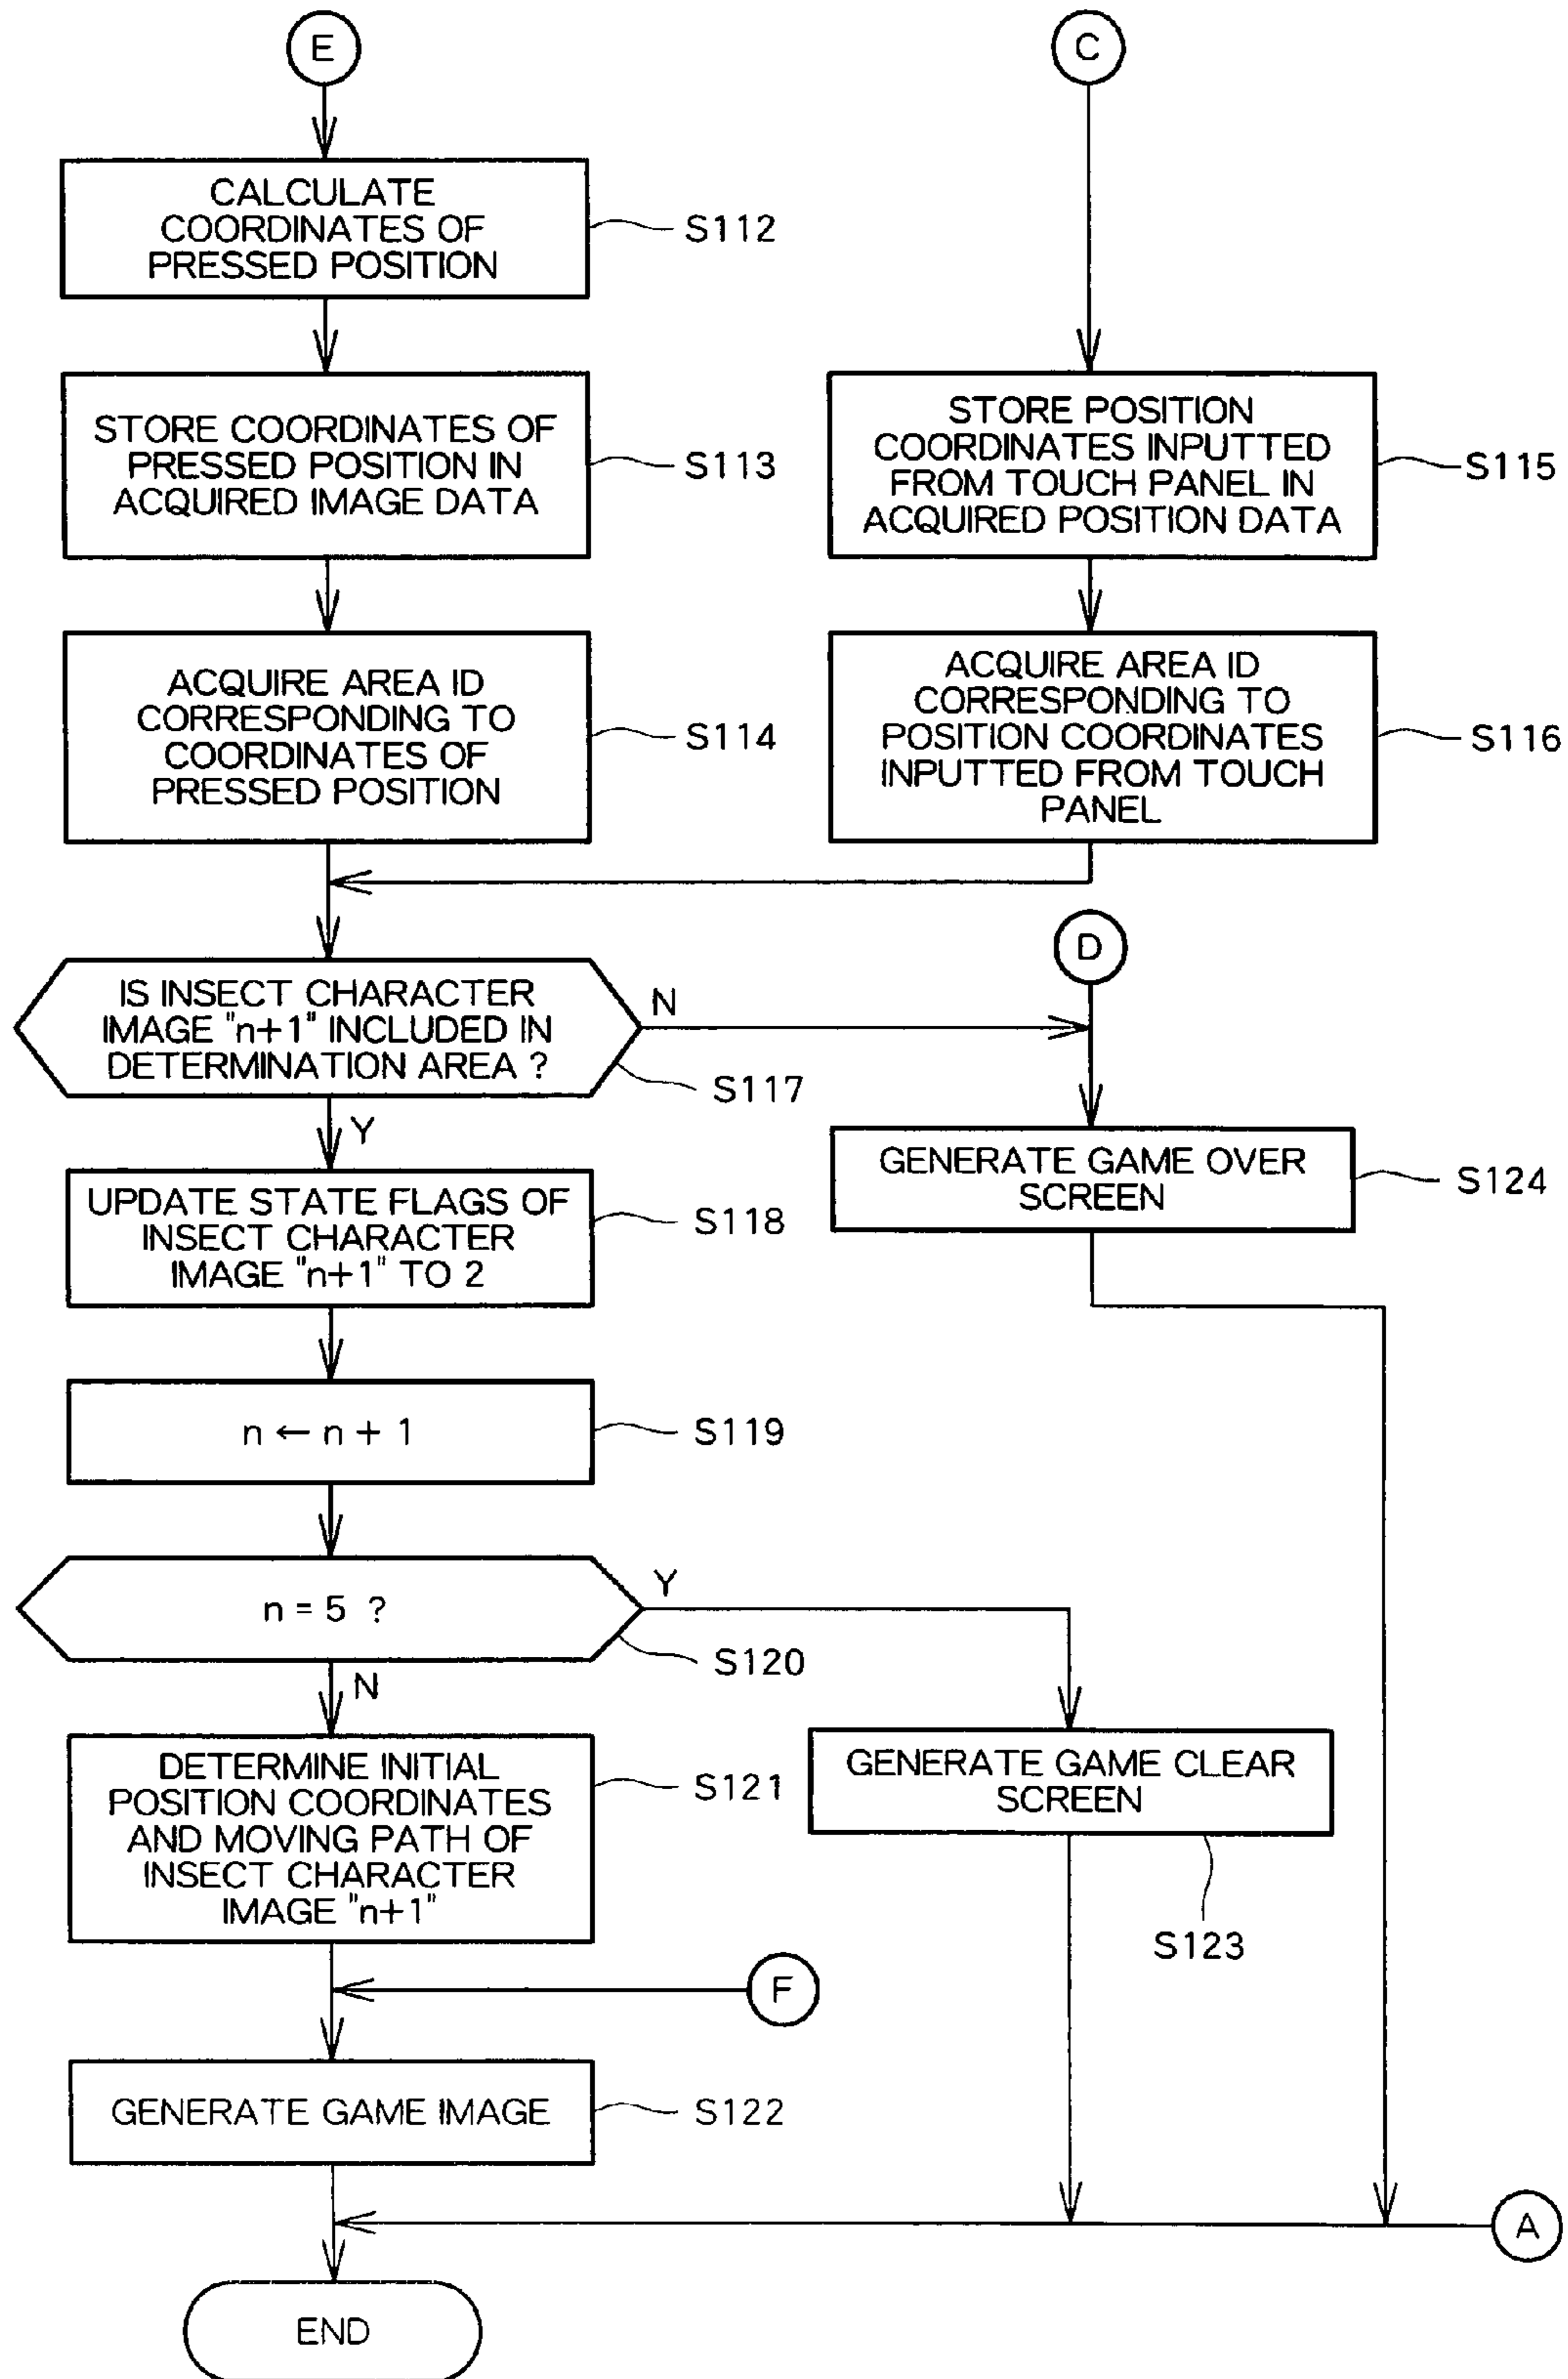 E
C
CALCULATE
COORDINATES OF
PRESSED POSITION
S112
STORE COORDINATES OF
PRESSED POSITION IN
ACQUIRED IMAGE DATA
S113
STORE POSITION
COORDINATES INPUTTED
FROM TOUCH PANEL IN
ACQUIRED POSITION DATA
S115
ACQUIRE AREA ID
CORRESPONDING TO
COORDINATES OF
PRESSED POSITION
S114
ACQUIRE AREA ID
CORRESPONDING TO
POSITION COORDINATES
INPUTTED FROM TOUCH
PANEL
S116
D
IS INSECT CHARACTER
IMAGE "n+1" INCLUDED IN
DETERMINATION AREA ?
N
S117
Y
GENERATE GAME OVER
SCREEN
S124
UPDATE STATE FLAGS OF
INSECT CHARACTER
IMAGE "n+1" TO 2
S118
n ← n + 1
S119
n = 5 ?
Y
S120
N
DETERMINE INITIAL
POSITION COORDINATES
AND MOVING PATH OF
INSECT CHARACTER
IMAGE "n+1"
S121
GENERATE GAME CLEAR
SCREEN
S123
F
GENERATE GAME IMAGE
S122
A
END